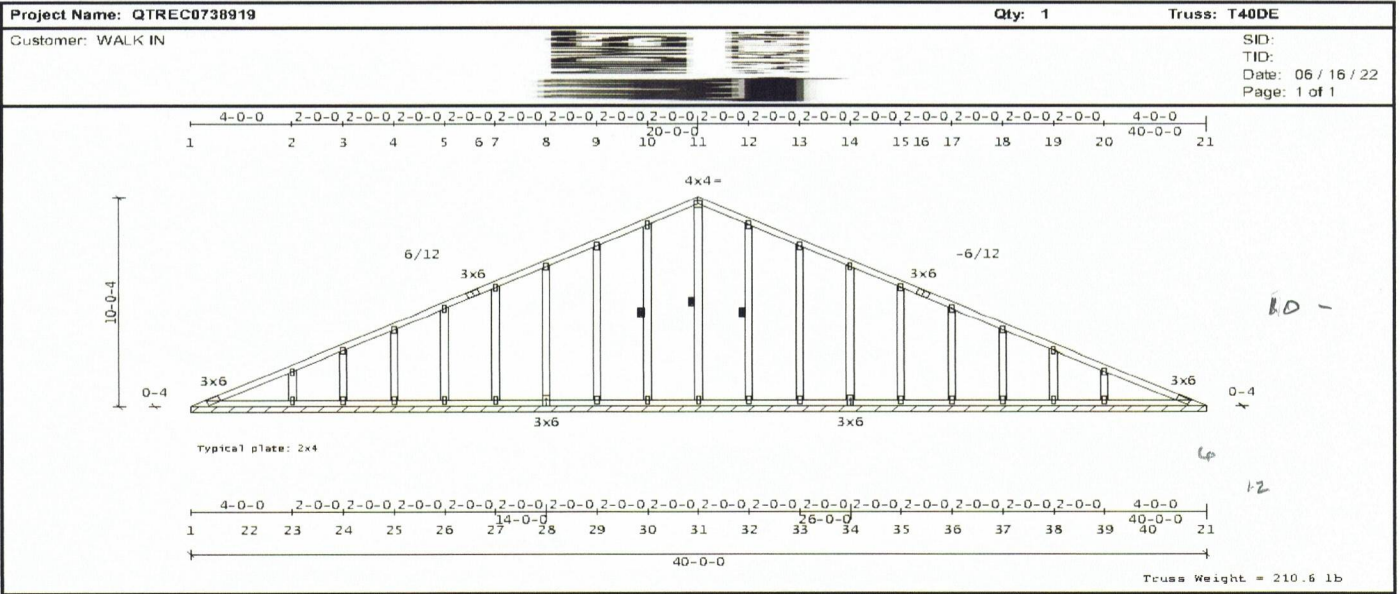 Project Name: QTREC0738919 Qty: 1 Truss: T40DE
Customer: WALK IN
SID:
TID:
Date: 06 / 16 / 22
Page: 1 of 1
4-0-0 2-0-0 2-0-0 2-0-0 2-0-0 2-0-0 2-0-0 2-0-0 2-0-0 2-0-0 2-0-0 2-0-0 2-0-0 2-0-0 2-0-0 2-0-0 2-0-0 4-0-0
20-0-0 40-0-0
1 2 3 4 5 6 7 8 9 10 11 12 13 14 15 16 17 18 19 20 21
4x4=
6/12 -6/12
3x6 3x6
10-0-4
10 -
3x6 3x6
0-4 0-4
3x6 3x6
Typical plate: 2x4
6
12
4-0-0 2-0-0 2-0-0 2-0-0 2-0-0 2-0-0 2-0-0 2-0-0 2-0-0 2-0-0 2-0-0 2-0-0 2-0-0 2-0-0 2-0-0 2-0-0 2-0-0 4-0-0
14-0-0 26-0-0 40-0-0
1 22 23 24 25 26 27 28 29 30 31 32 33 34 35 36 37 38 39 40 21
40-0-0
Truss Weight = 210.6 lb